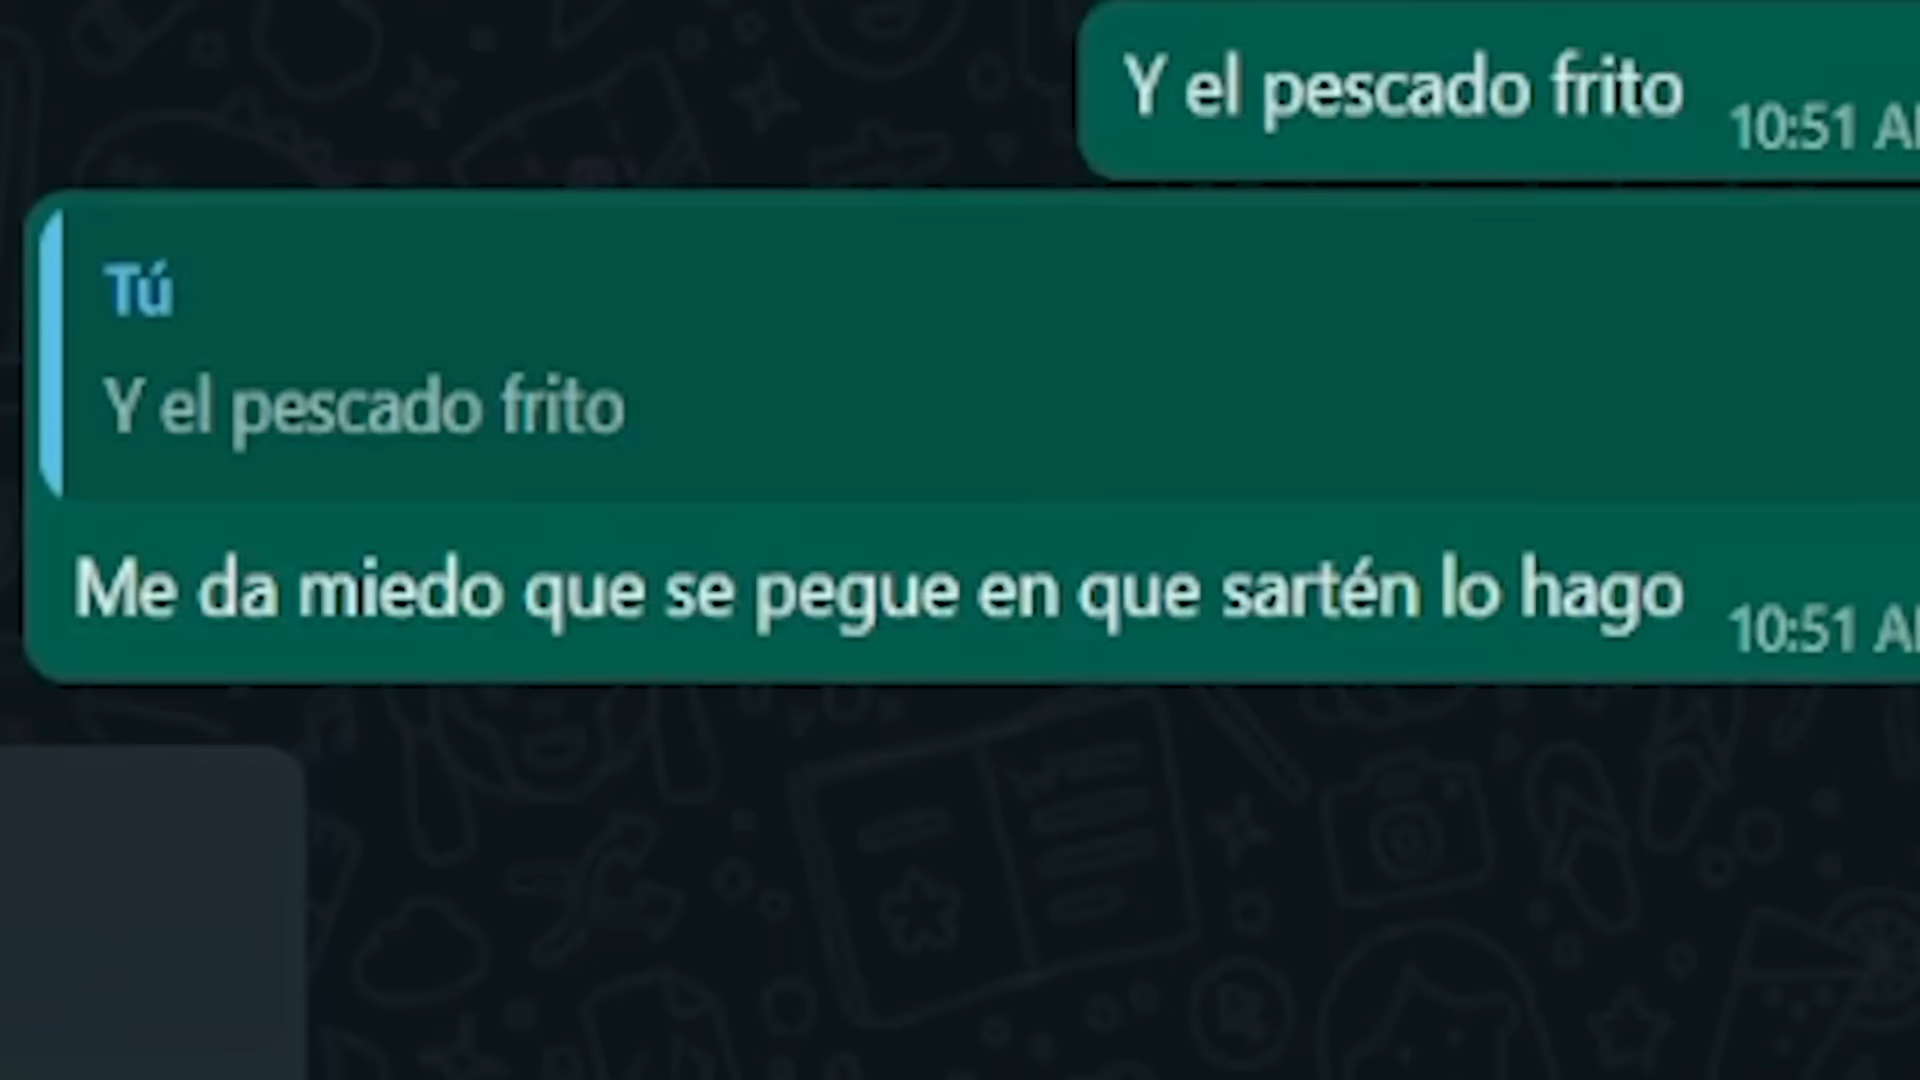 Y el pescado frito
10:51
Tú
Y el pescado frito
Me da miedo que se pegue en que sartén lo hago
10:51